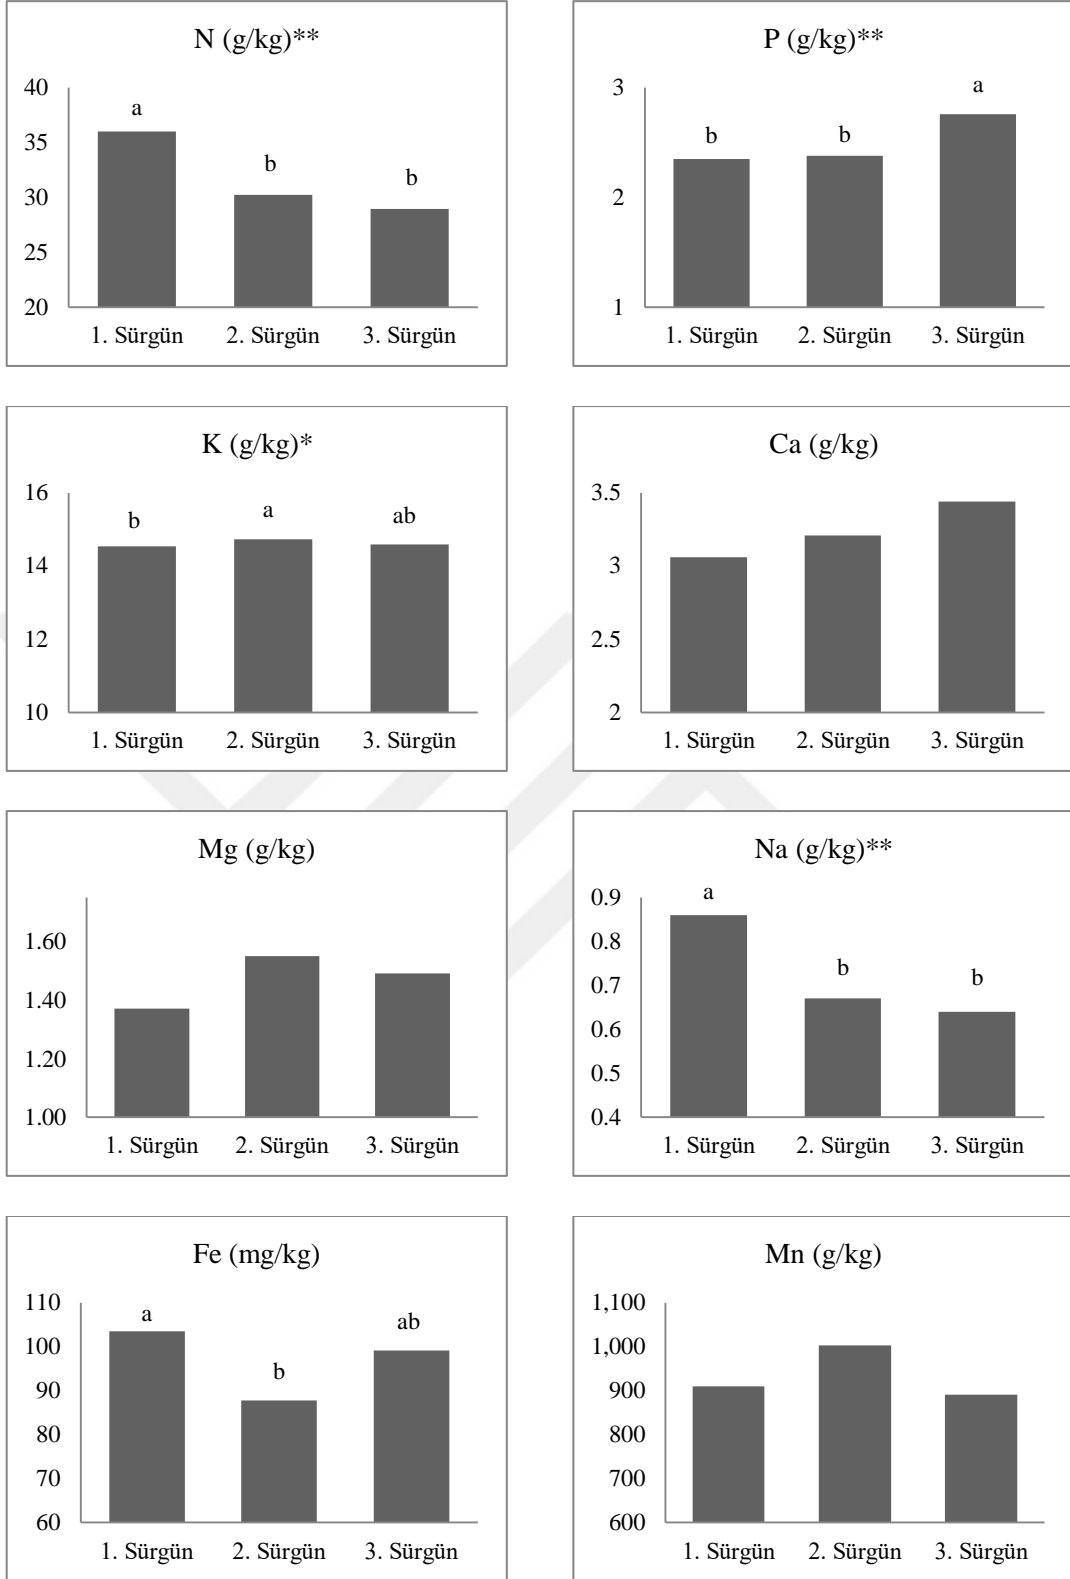 N (g/kg)**
40
35
30
25
20
a
b
b
1. Sürgün 2. Sürgün 3. Sürgün
P (g/kg)**
3
2
1
b
b
a
1. Sürgün 2. Sürgün 3. Sürgün
K (g/kg)*
16
14
12
10
b
a
ab
1. Sürgün 2. Sürgün 3. Sürgün
Ca (g/kg)
3.5
3
2.5
2
1. Sürgün 2. Sürgün 3. Sürgün
Mg (g/kg)
1.60
1.40
1.20
1.00
1. Sürgün 2. Sürgün 3. Sürgün
Na (g/kg)**
0.9
0.8
0.7
0.6
0.5
0.4
a
b
b
1. Sürgün 2. Sürgün 3. Sürgün
Fe (mg/kg)
110
100
90
80
70
60
a
b
ab
1. Sürgün 2. Sürgün 3. Sürgün
Mn (g/kg)
1,100
1,000
900
800
700
600
1. Sürgün 2. Sürgün 3. Sürgün